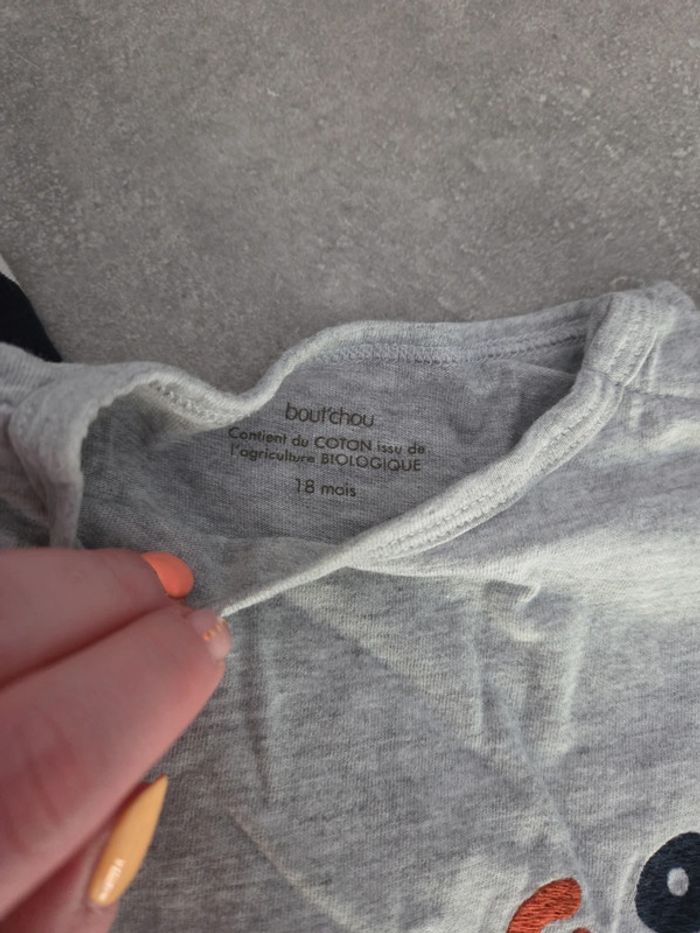 bout'chou
Contient du COTON issu de
l'agriculture BIOLOGIQUE
18 mois